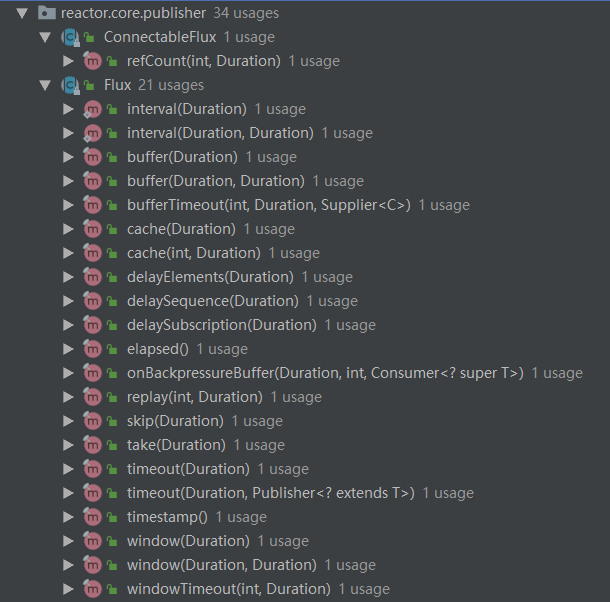 reactor.core.publisher 34 usages
ConnectableFlux 1 usage
refCount(int, Duration) 1 usage
Flux 21 usages
interval(Duration) 1 usage
interval(Duration, Duration) 1 usage
buffer(Duration) 1 usage
buffer(Duration, Duration) 1 usage
bufferTimeout(int, Duration, Supplier<C>) 1 usage
cache(Duration) 1 usage
cache(int, Duration) 1 usage
delayElements(Duration) 1 usage
delaySequence(Duration) 1 usage
delaySubscription(Duration) 1 usage
elapsed() 1 usage
onBackpressureBuffer(Duration, int, Consumer<? super T>) 1 usage
replay(int, Duration) 1 usage
skip(Duration) 1 usage
take(Duration) 1 usage
timeout(Duration) 1 usage
timeout(Duration, Publisher<? extends T>) 1 usage
timestamp() 1 usage
window(Duration) 1 usage
window(Duration, Duration) 1 usage
windowTimeout(int, Duration) 1 usage